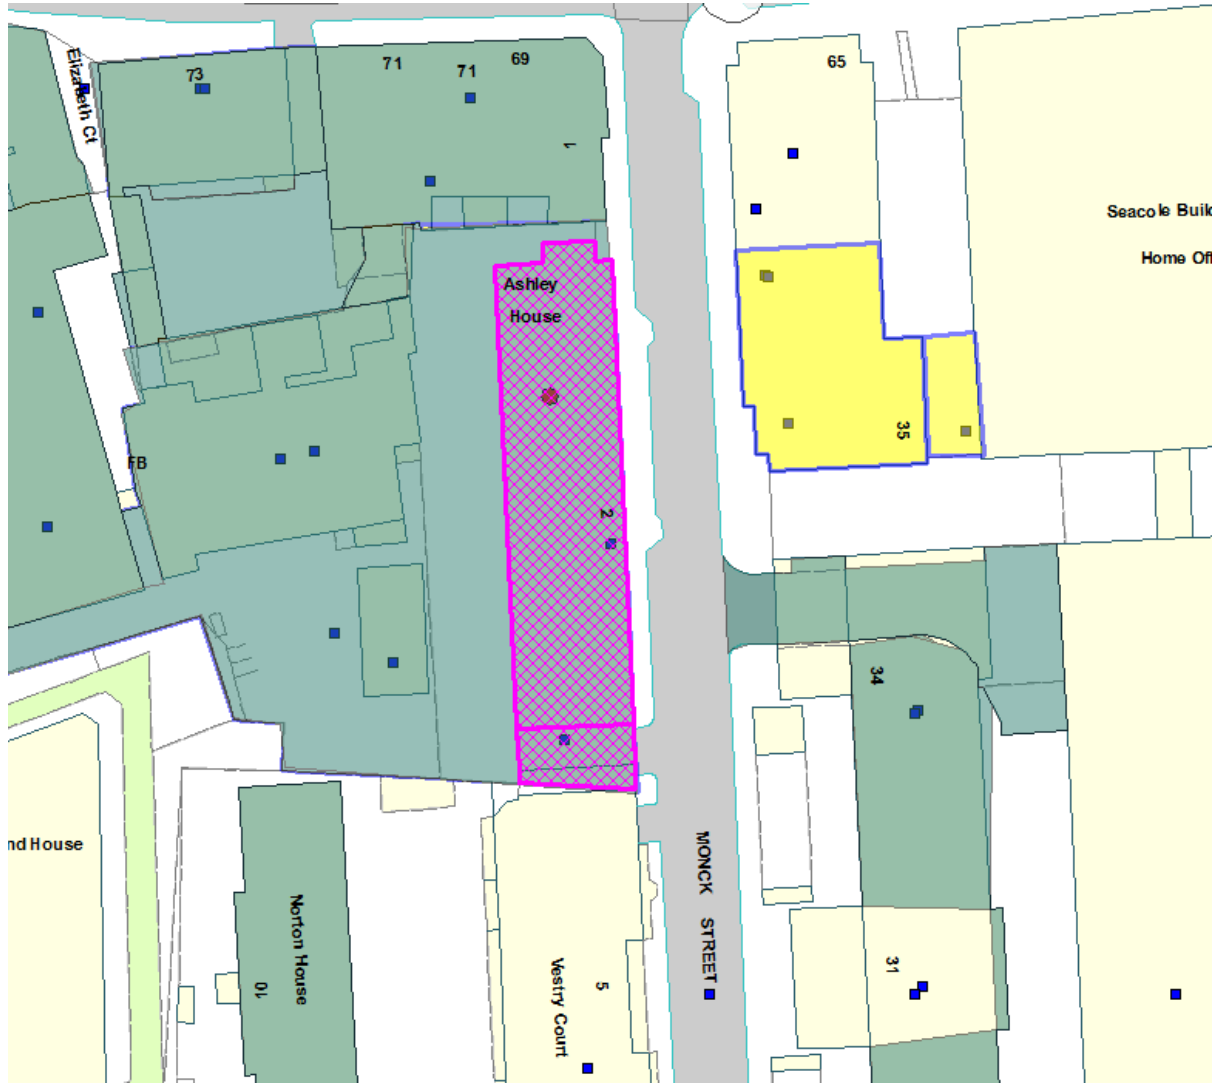 73
71
71
69
65
Elizabeth Ct
1
Seacole Buil
Home Off
Ashley
House
35
FB
2
34
nd House
MONCK STREET
Norton House
10
Vestry Court
5
31